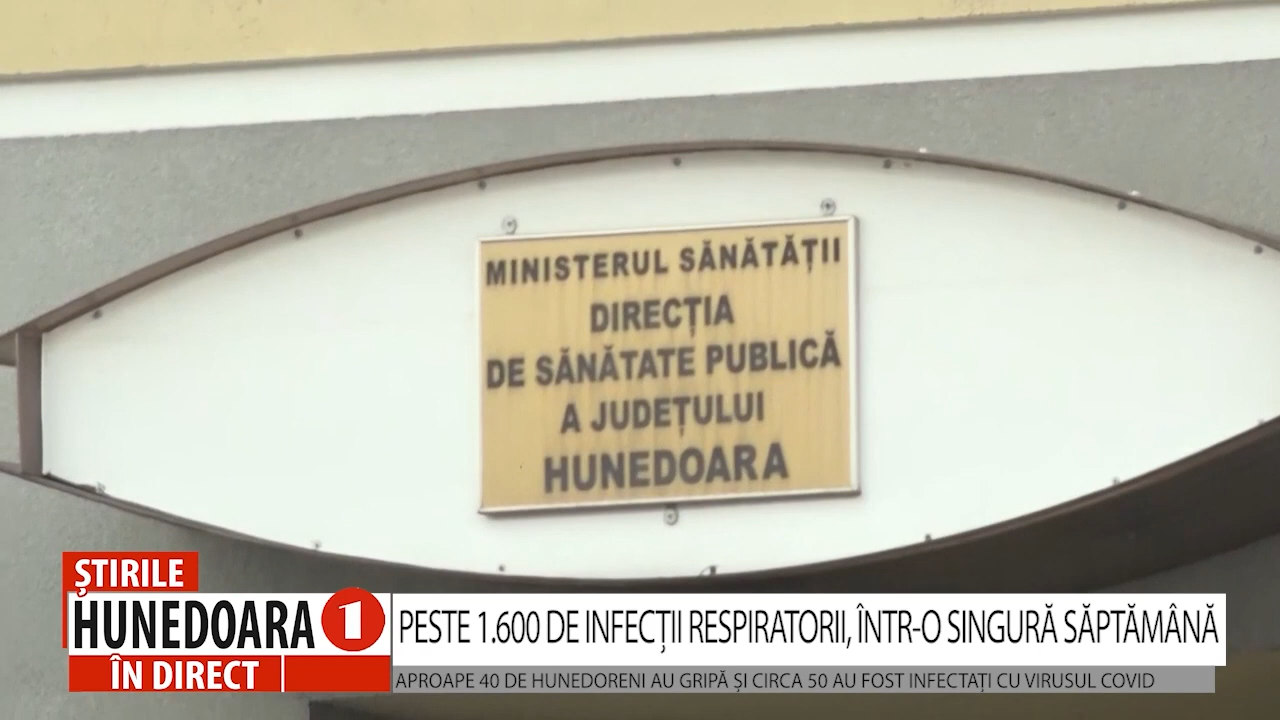 MINISTERUL SĂNĂTĂȚII
DIRECȚIA
DE SĂNĂTATE PUBLICĂ
A JUDEȚULUI
HUNEDOARA
ȘTIRILE
HUNEDOARA 1
ÎN DIRECT
PESTE 1.600 DE INFECȚII RESPIRATORII, ÎNTR-O SINGURĂ SĂPTĂMÂNĂ
APROAPE 40 DE HUNEDORENI AU GRIPĂ ȘI CIRCA 50 AU FOST INFECTAȚI CU VIRUSUL COVID